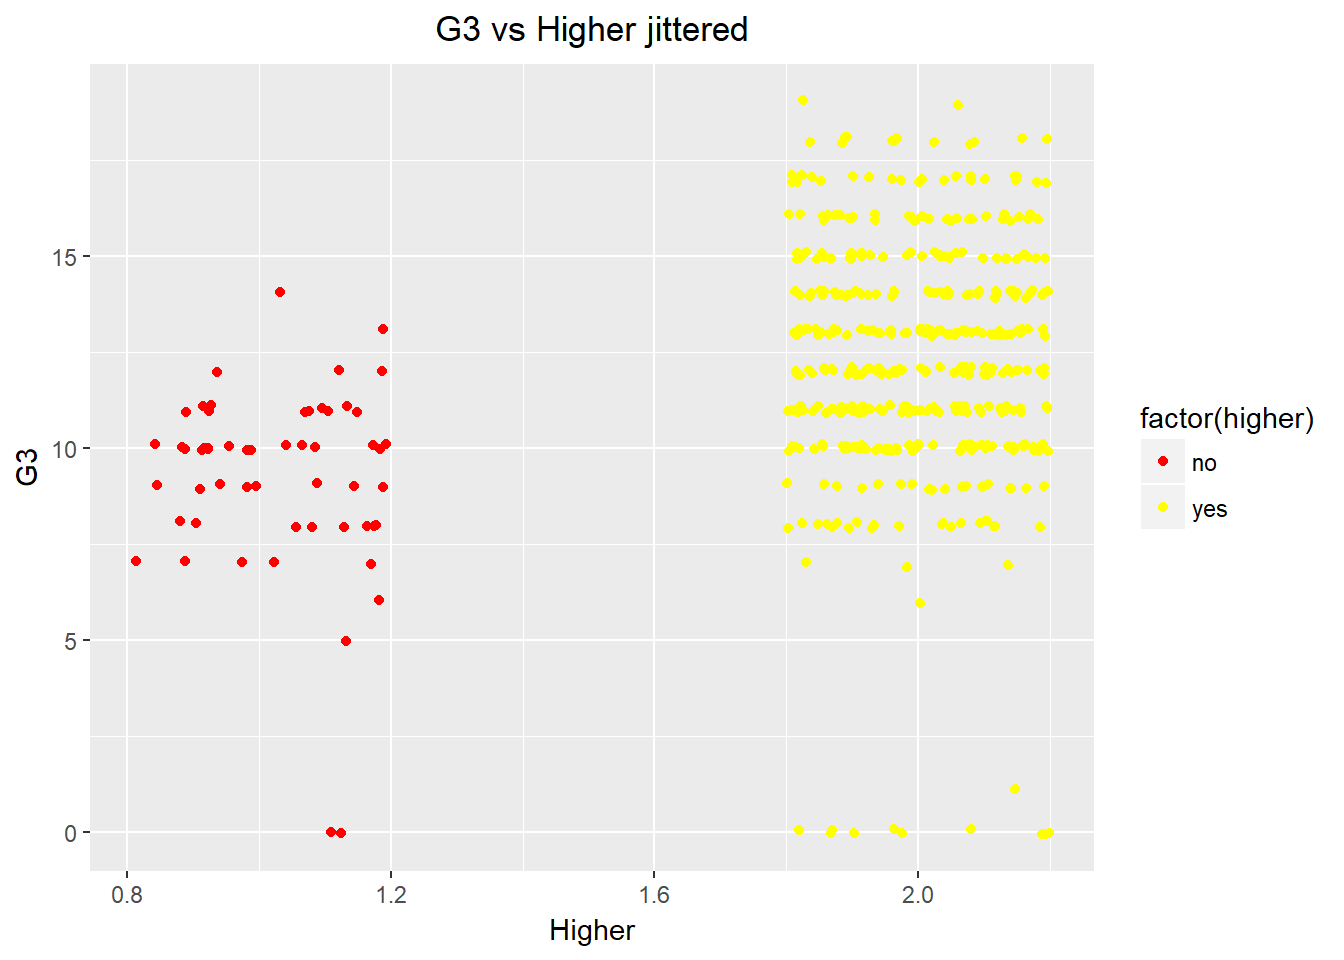 G3 vs Higher jittered
15
10
5
0
G3
0.8
1.2
1.6
2.0
Higher
factor(higher)
no
yes